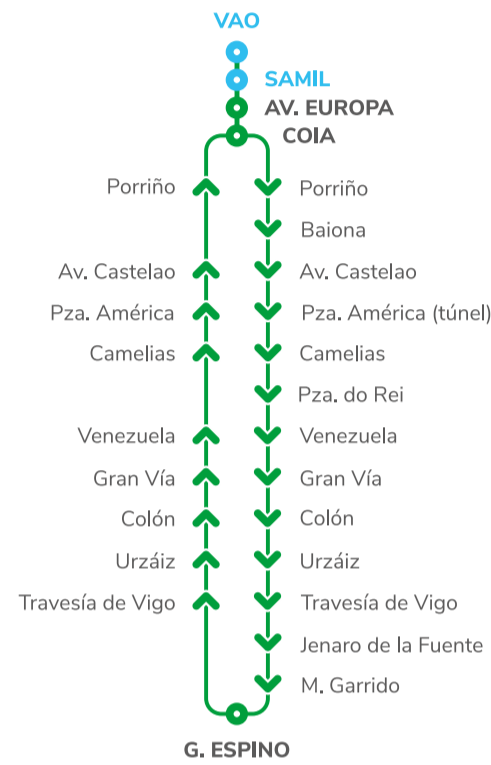 VAO
SAMIL
AV. EUROPA
COIA
Porriño
Porriño
Baiona
Av. Castelao
Av. Castelao
Pza. América
Pza. América (túnel)
Camelias
Camelias
Pza. do Rei
Venezuela
Venezuela
Gran Vía
Gran Vía
Colón
Colón
Urzáiz
Urzáiz
Travesía de Vigo
Travesía de Vigo
Jenaro de la Fuente
M. Garrido
G. ESPINO